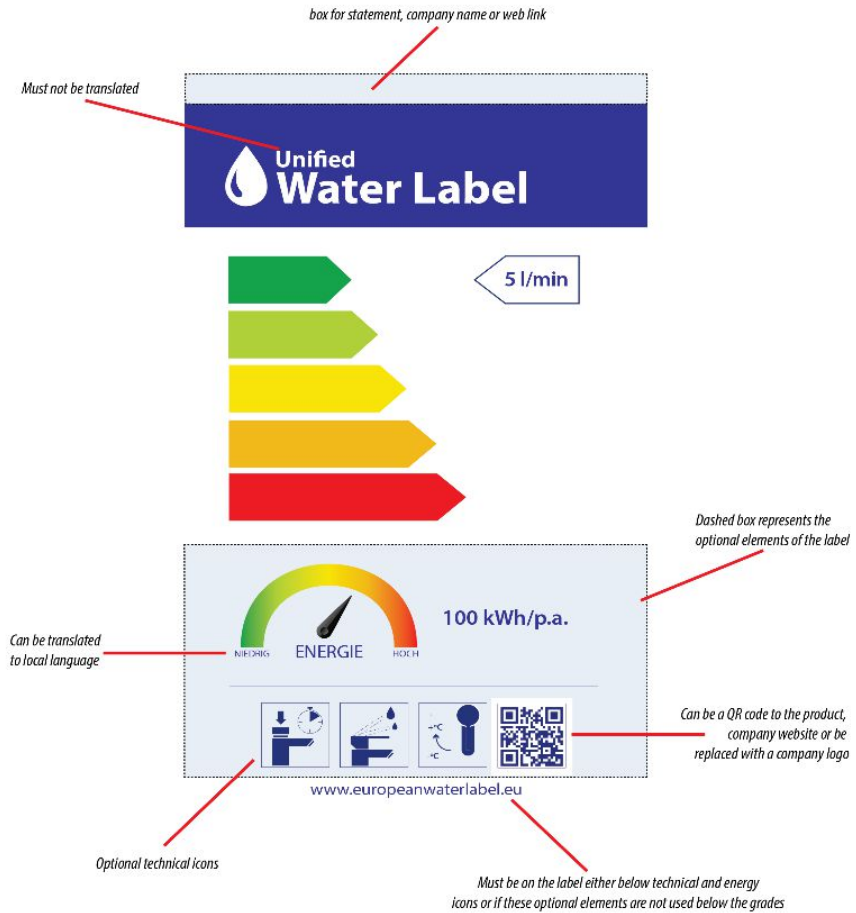 box for statement, company name or web link
Must not be translated
Unified
Water Label
5 l/min
Dashed box represents the
optional elements of the label
100 kWh/p.a.
Can be translated
to local language
NIEDRIG
ENERGIE
HOCH
Can be a QR code to the product,
company website or be
replaced with a company logo
-°C
°C
www.europeanwaterlabel.eu
Optional technical icons
Must be on the label either below technical and energy
icons or if these optional elements are not used below the grades